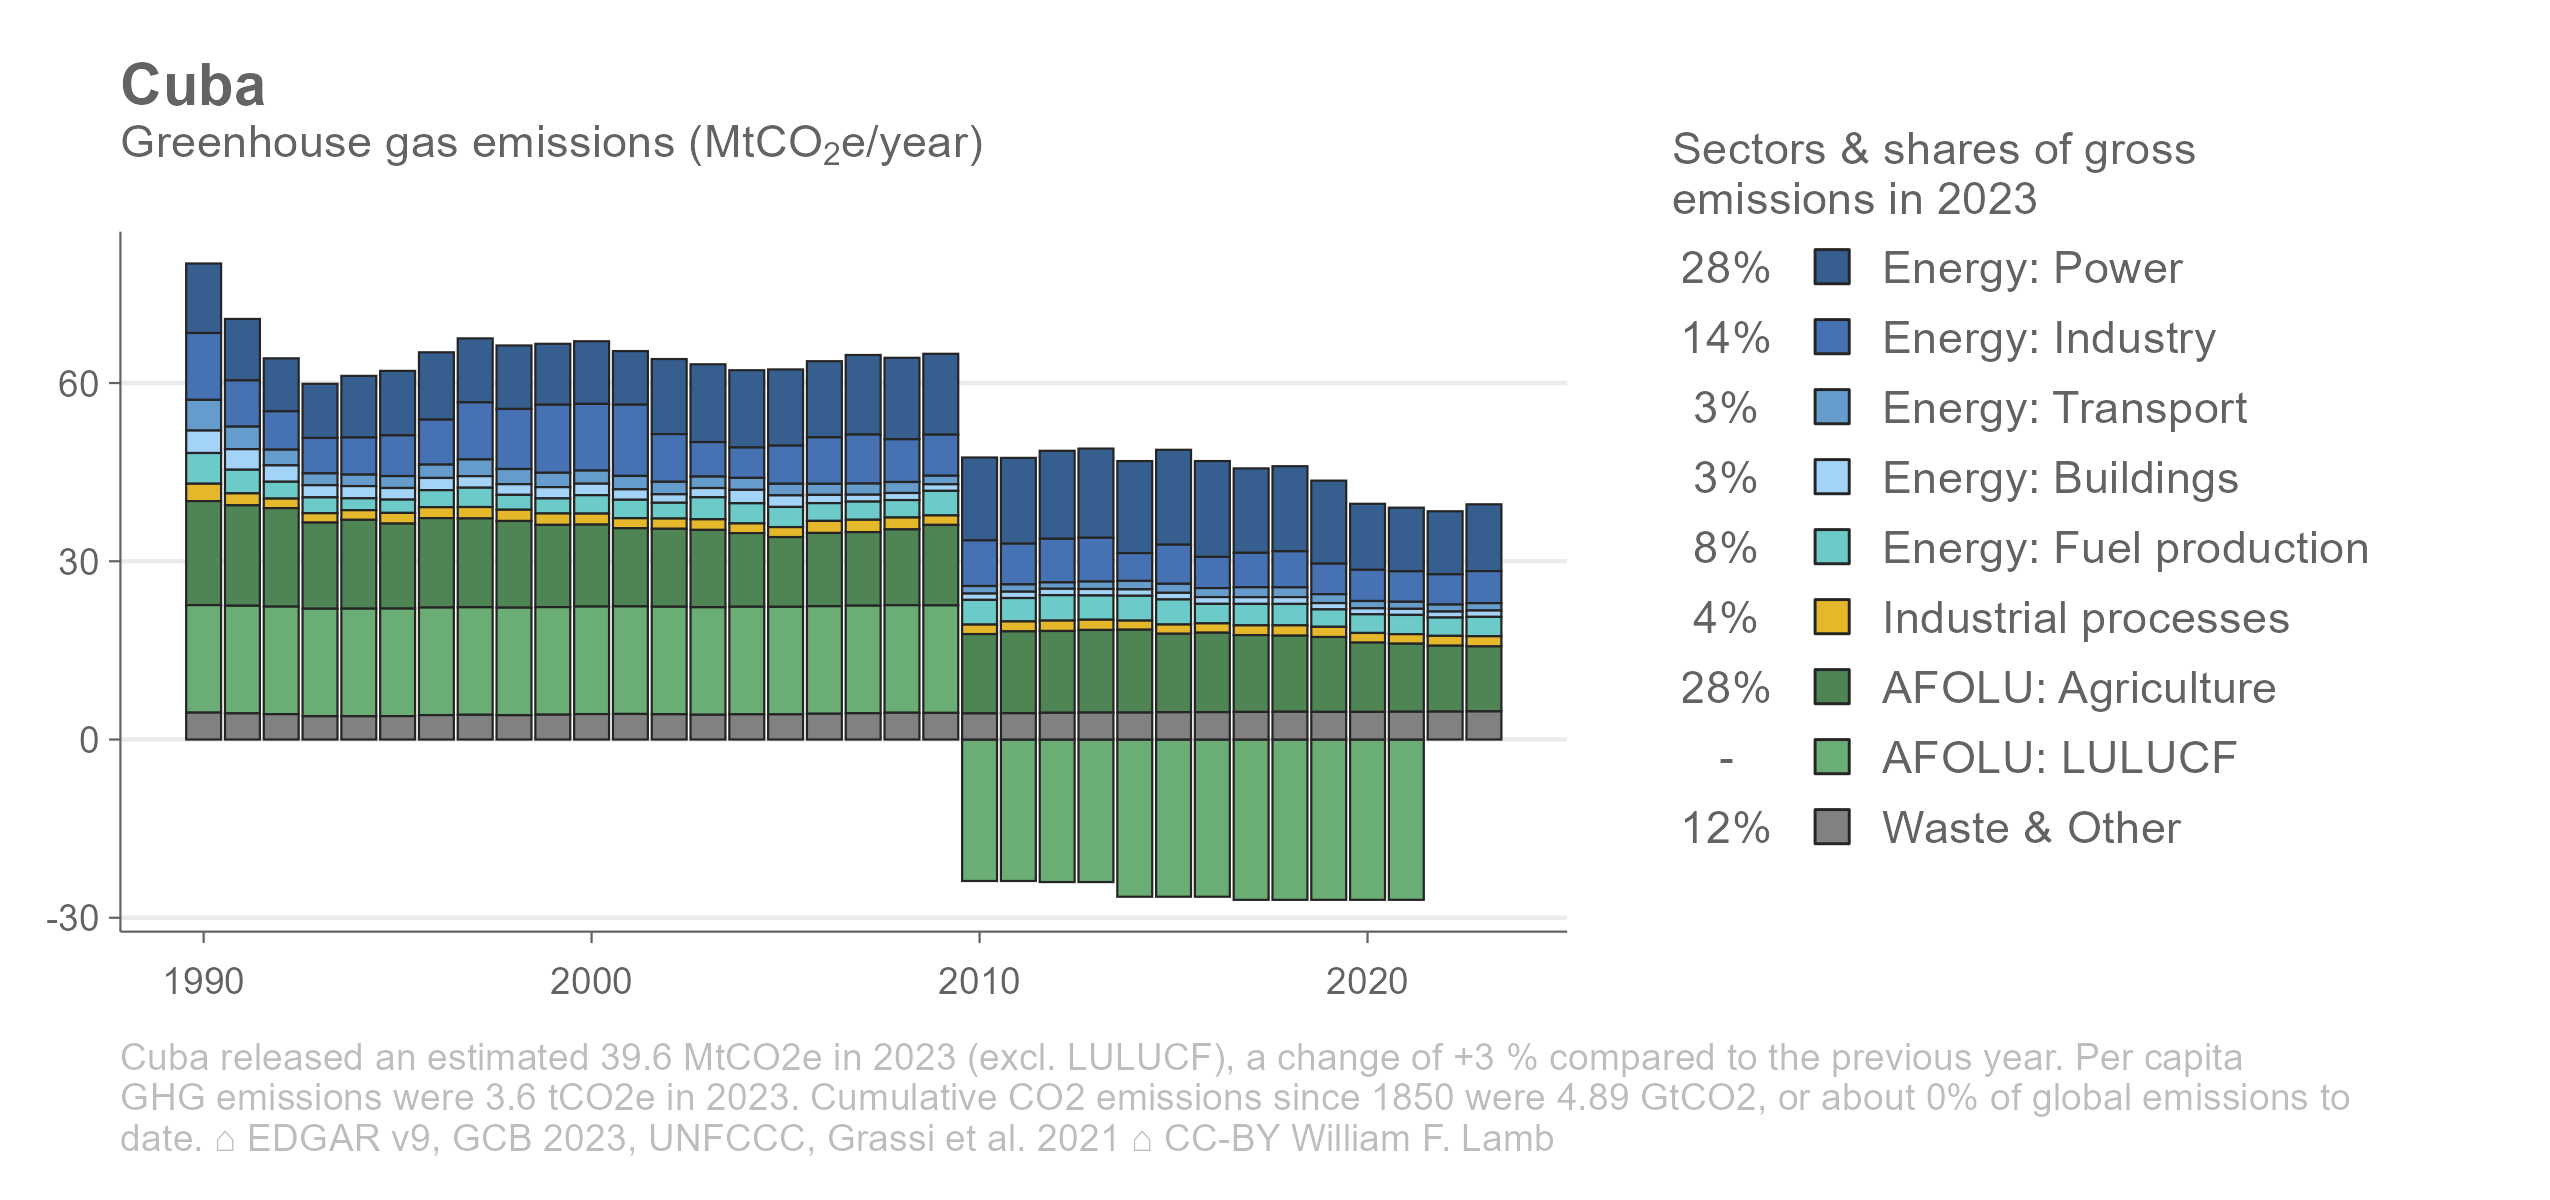 Cuba
Greenhouse gas emissions (MtCO₂e/year)
60
30
0
-30
1990
2000
2010
2020
Sectors & shares of gross
emissions in 2023
28% Energy: Power
14% Energy: Industry
3% Energy: Transport
3% Energy: Buildings
8% Energy: Fuel production
4% Industrial processes
28% AFOLU: Agriculture
- AFOLU: LULUCF
12% Waste & Other
Cuba released an estimated 39.6 MtCO2e in 2023 (excl. LULUCF), a change of +3 % compared to the previous year. Per capita
GHG emissions were 3.6 tCO2e in 2023. Cumulative CO2 emissions since 1850 were 4.89 GtCO2, or about 0% of global emissions to
date. ⌂ EDGAR v9, GCB 2023, UNFCCC, Grassi et al. 2021 ⌂ CC-BY William F. Lamb